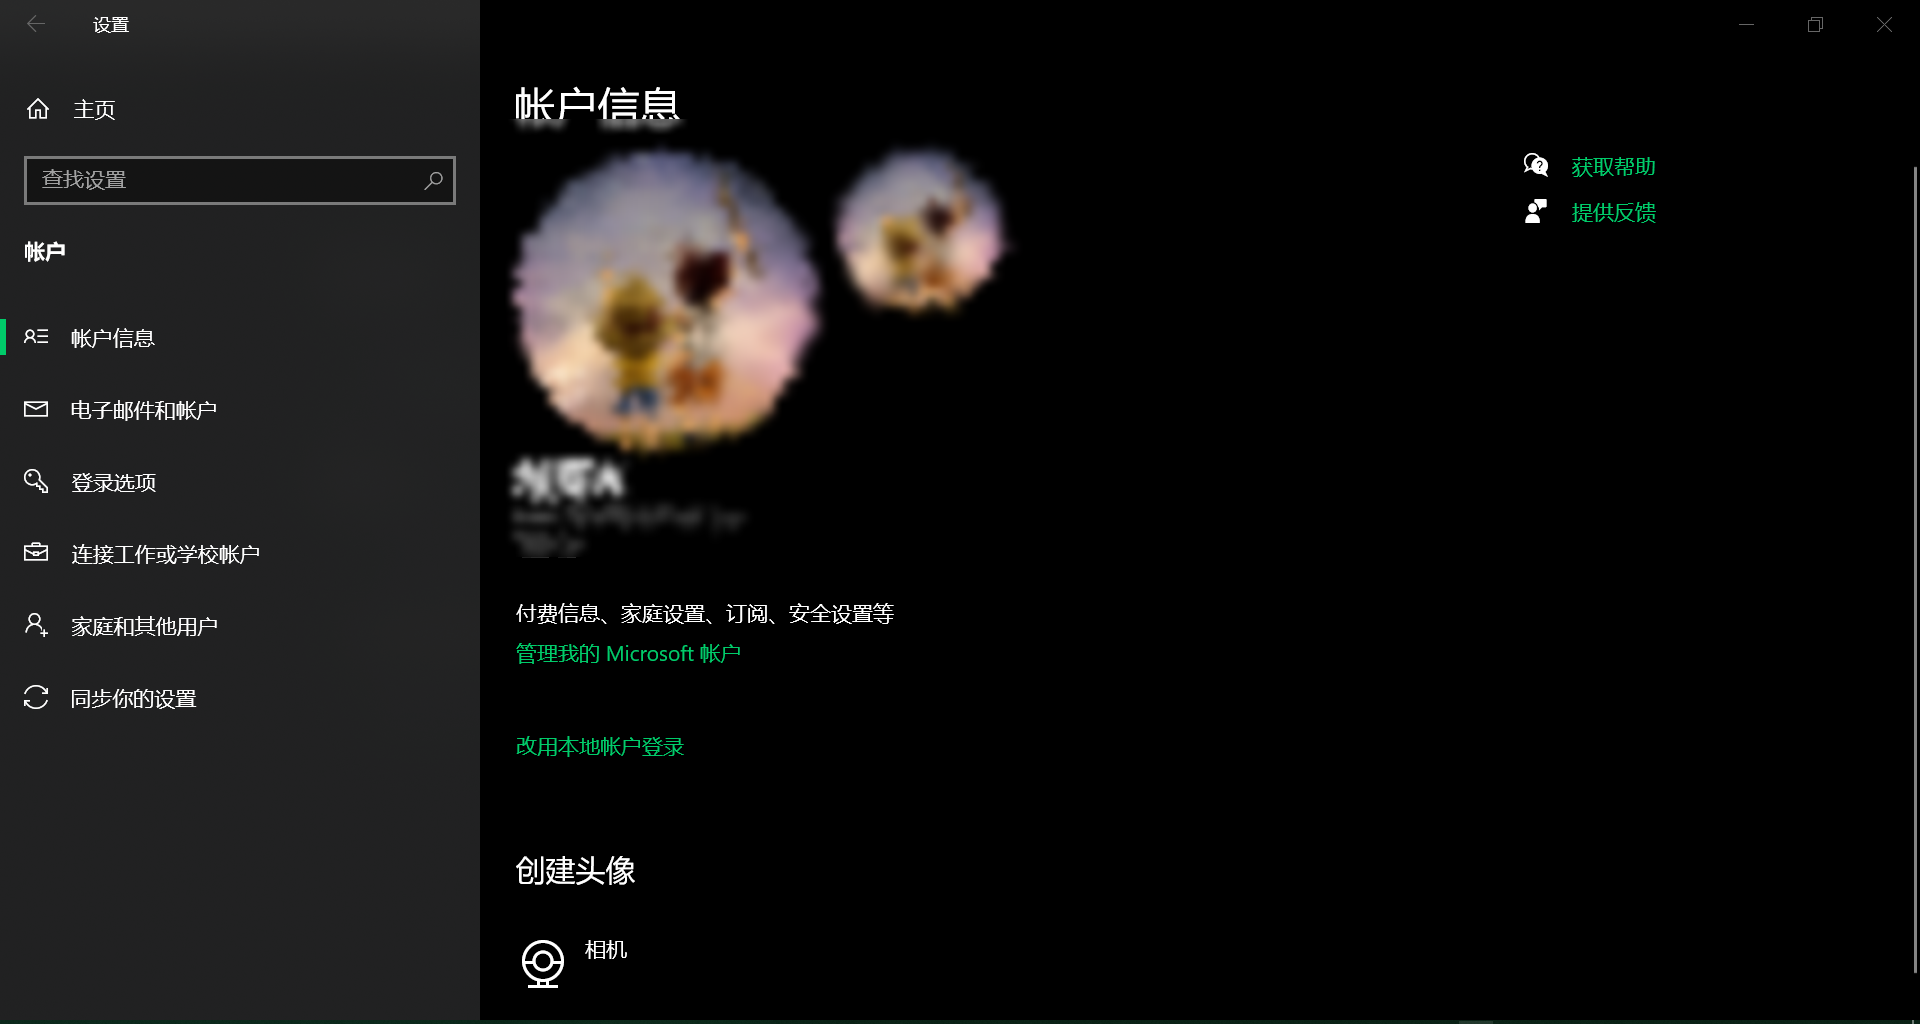 设置
主页
查找设置
帐户
帐户信息
电子邮件和帐户
登录选项
连接工作或学校帐户
家庭和其他用户
同步你的设置
帐户信息
付费信息、家庭设置、订阅、安全设置等
管理我的 Microsoft 帐户
改用本地帐户登录
创建头像
相机
获取帮助
提供反馈